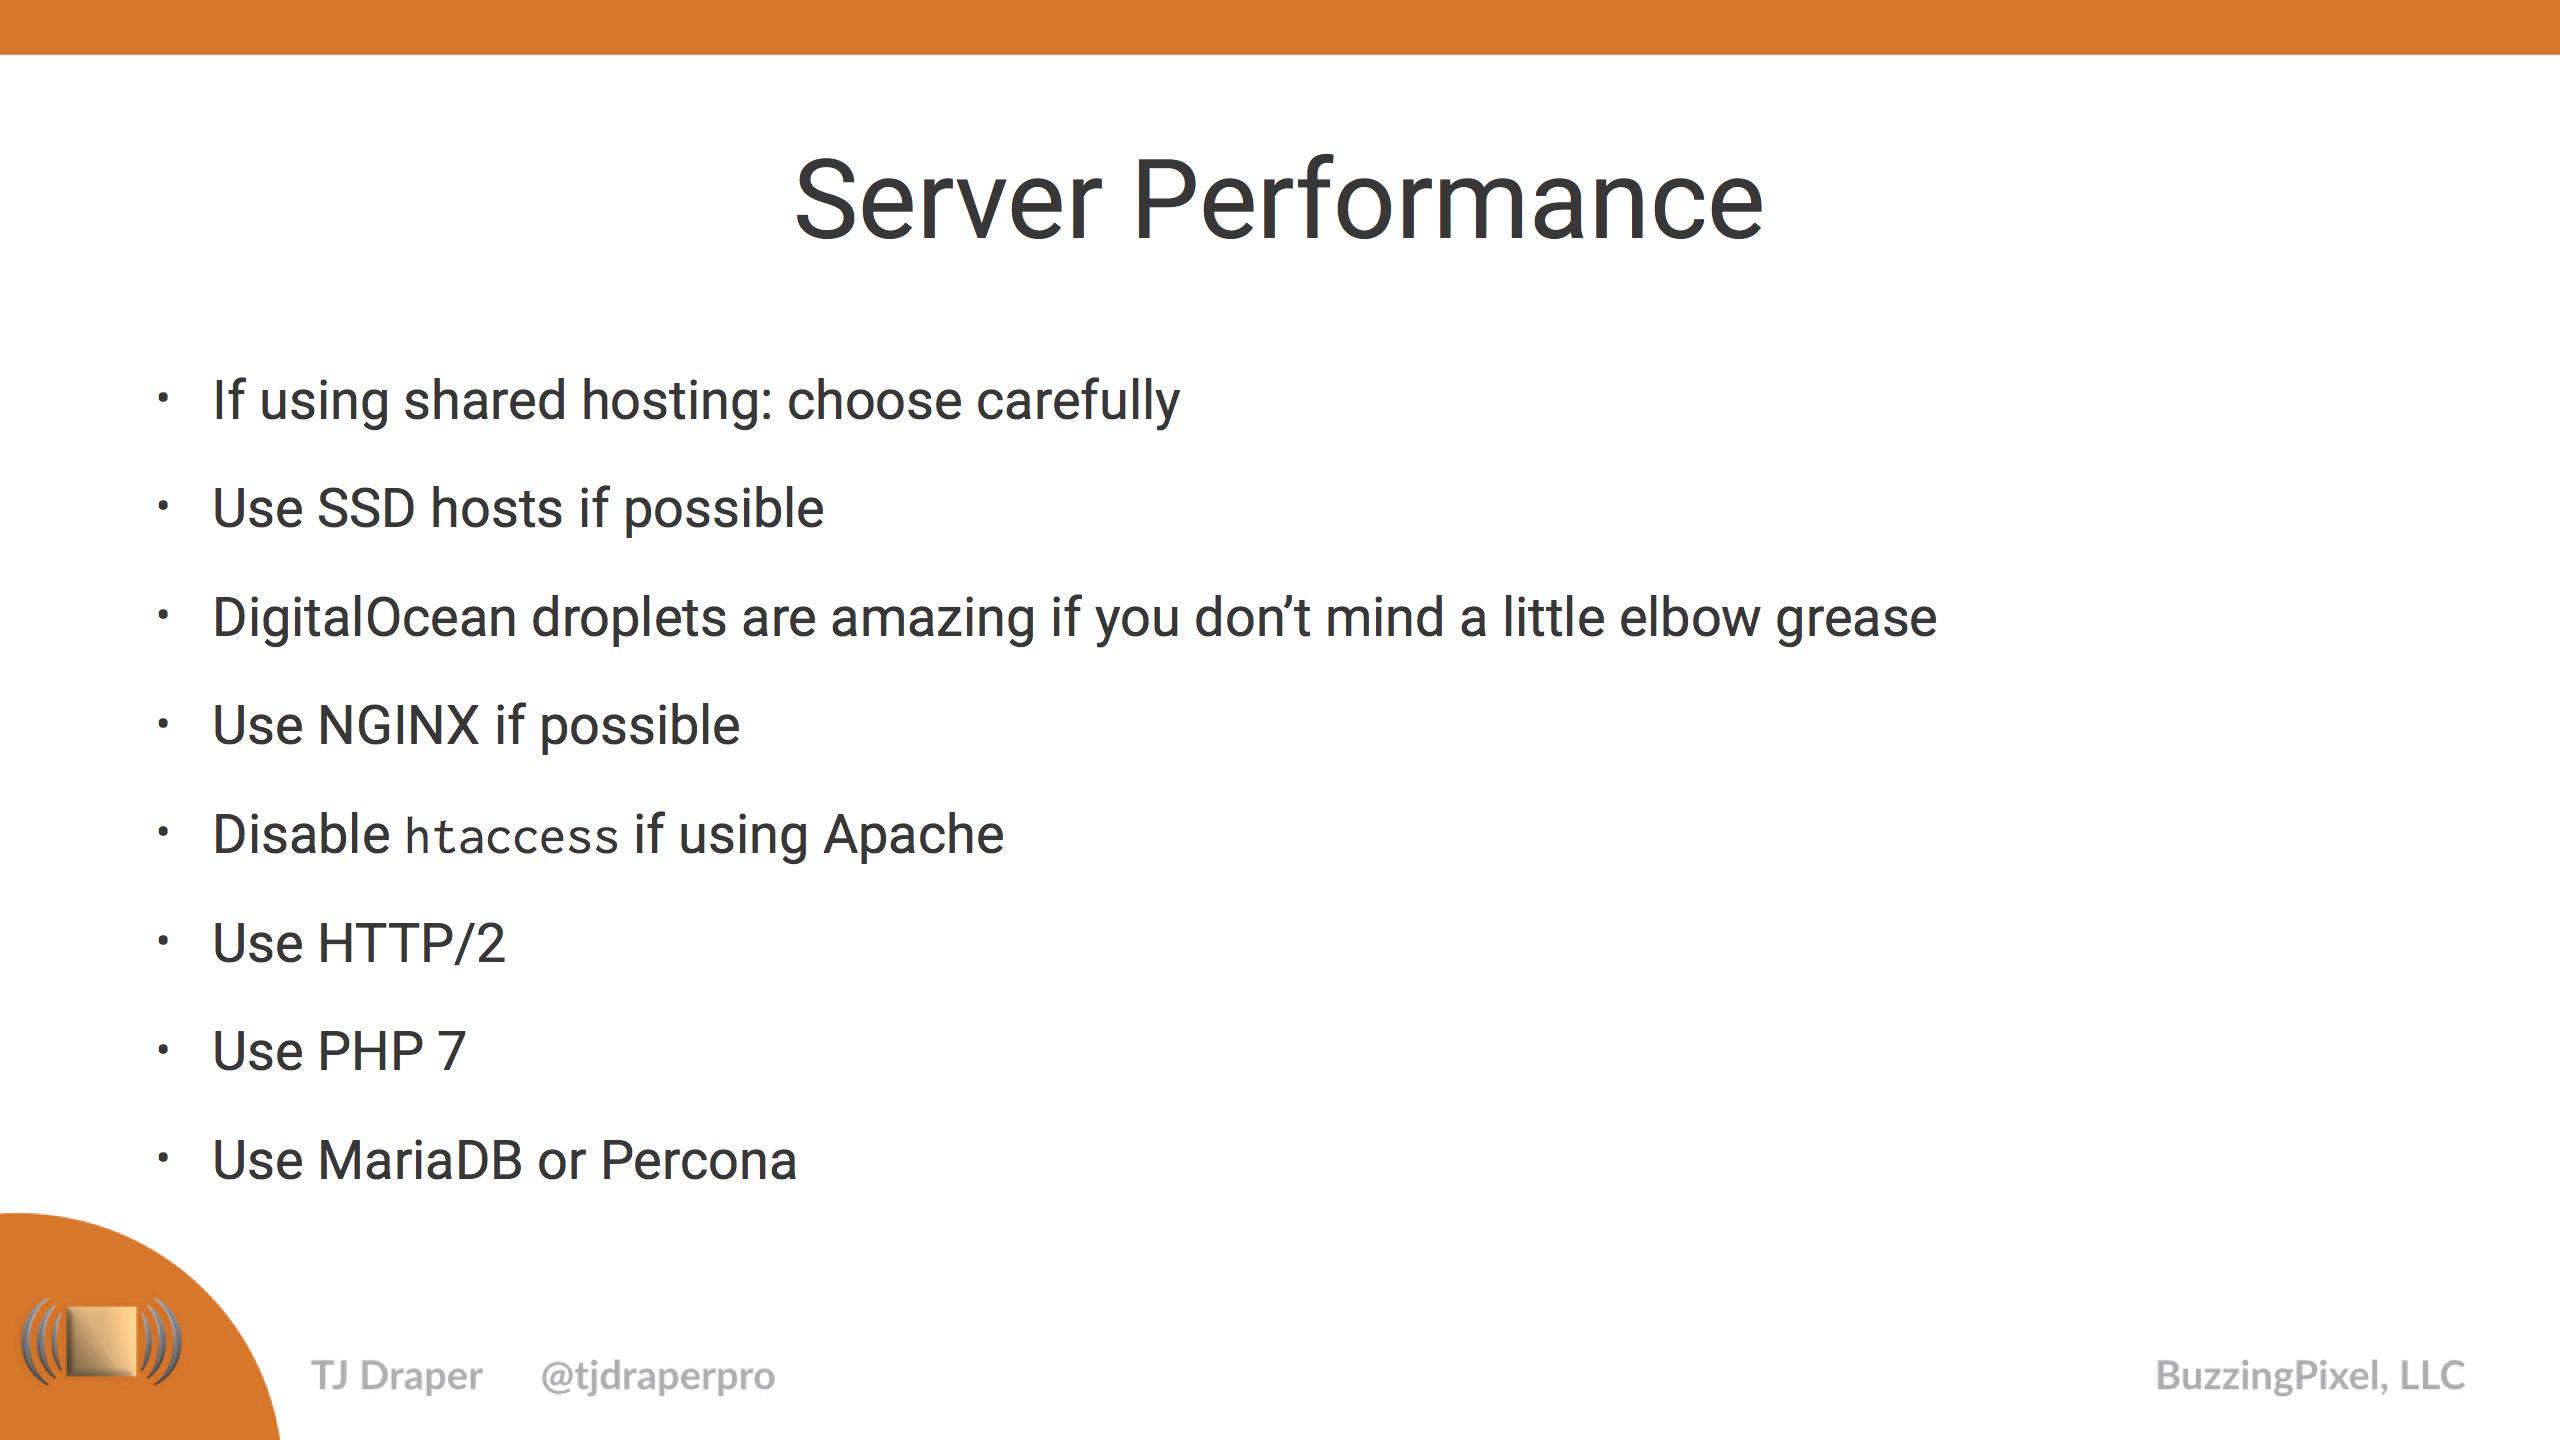 Server Performance
• If using shared hosting: choose carefully
• Use SSD hosts if possible
• DigitalOcean droplets are amazing if you don’t mind a little elbow grease
• Use NGINX if possible
• Disable htaccess if using Apache
• Use HTTP/2
• Use PHP 7
• Use MariaDB or Percona
TJ Draper @tjdraperpro BuzzingPixel, LLC